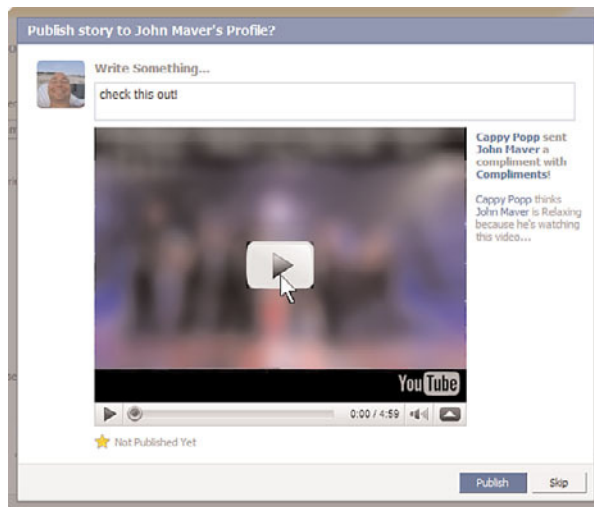 Publish story to John Maver's Profile?
Write Something...
check this out!
Cappy Popp sent
John Maver a
compliment with
Compliments!
Cappy Popp thinks
John Maver is Relaxing
because he's watching
this video...
YouTube
0:00 / 4:59
Not Published Yet
Publish
Skip